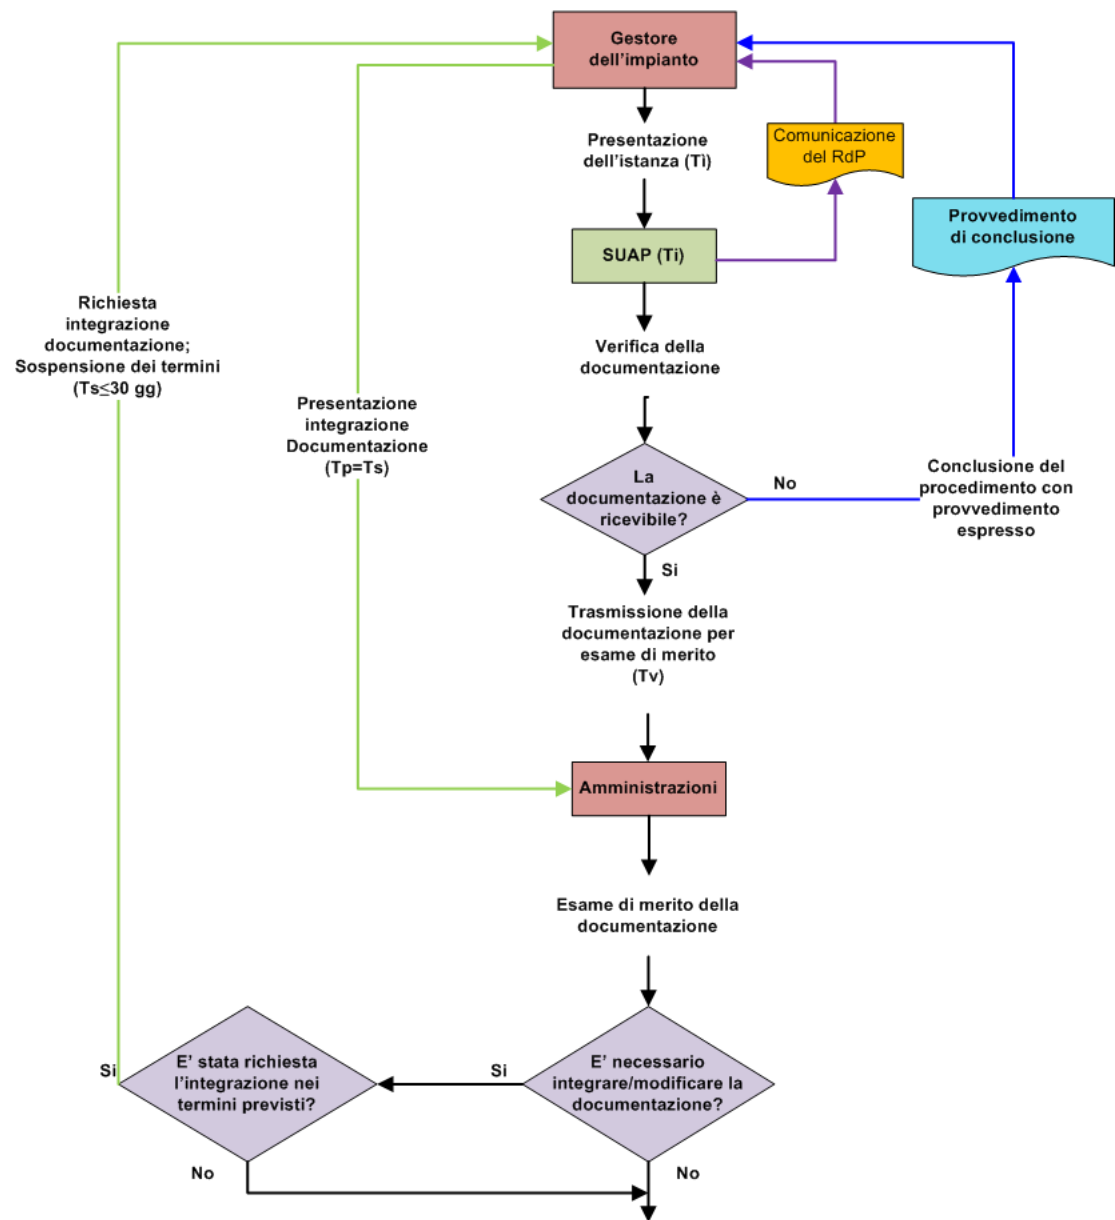 Gestore
dell'impianto
Presentazione
dell'istanza (Ti)
Comunicazione
del RdP
Provvedimento
di conclusione
SUAP (Ti)
Richiesta
integrazione
documentazione;
Sospensione dei termini
(Ts≤30 gg)
Verifica della
documentazione
Presentazione
integrazione
Documentazione
(Tp=Ts)
La
documentazione è
ricevibile?
No
Conclusione del
procedimento con
provvedimento
espresso
Si
Trasmissione della
documentazione per
esame di merito
(Tv)
Amministrazioni
Esame di merito della
documentazione
E' necessario
integrare/modificare la
documentazione?
Si
E' stata richiesta
l'integrazione nei
termini previsti?
Si
No
No